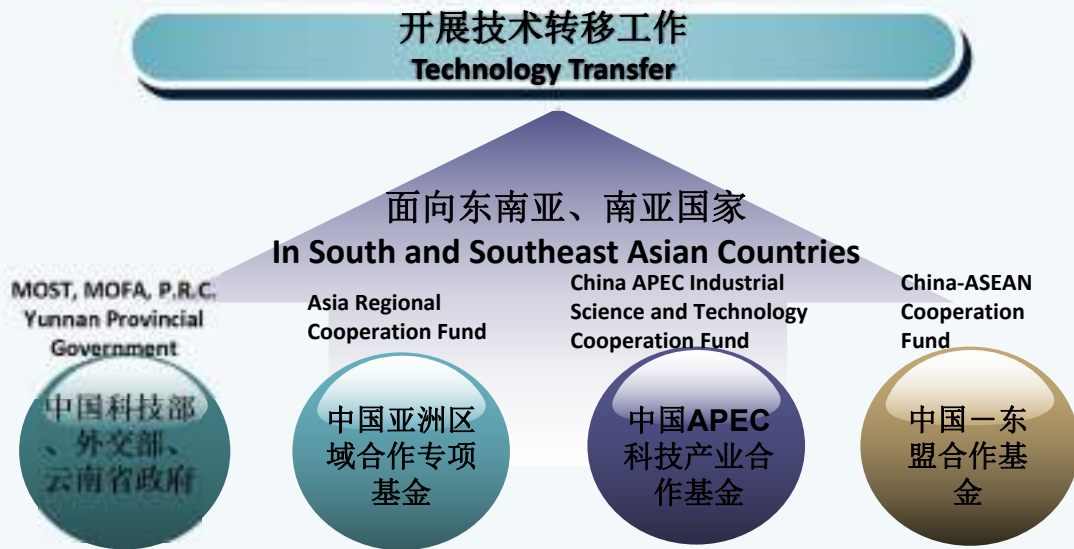 开展技术转移工作
Technology Transfer
面向东南亚、南亚国家
In South and Southeast Asian Countries
MOST, MOFA, P.R.C.
Yunnan Provincial
Government
中国科技部
、外交部、
云南省政府
Asia Regional
Cooperation Fund
中国亚洲区
域合作专项
基金
China APEC Industrial
Science and Technology
Cooperation Fund
中国APEC
科技产业合
作基金
China-ASEAN
Cooperation
Fund
中国－东
盟合作基
金